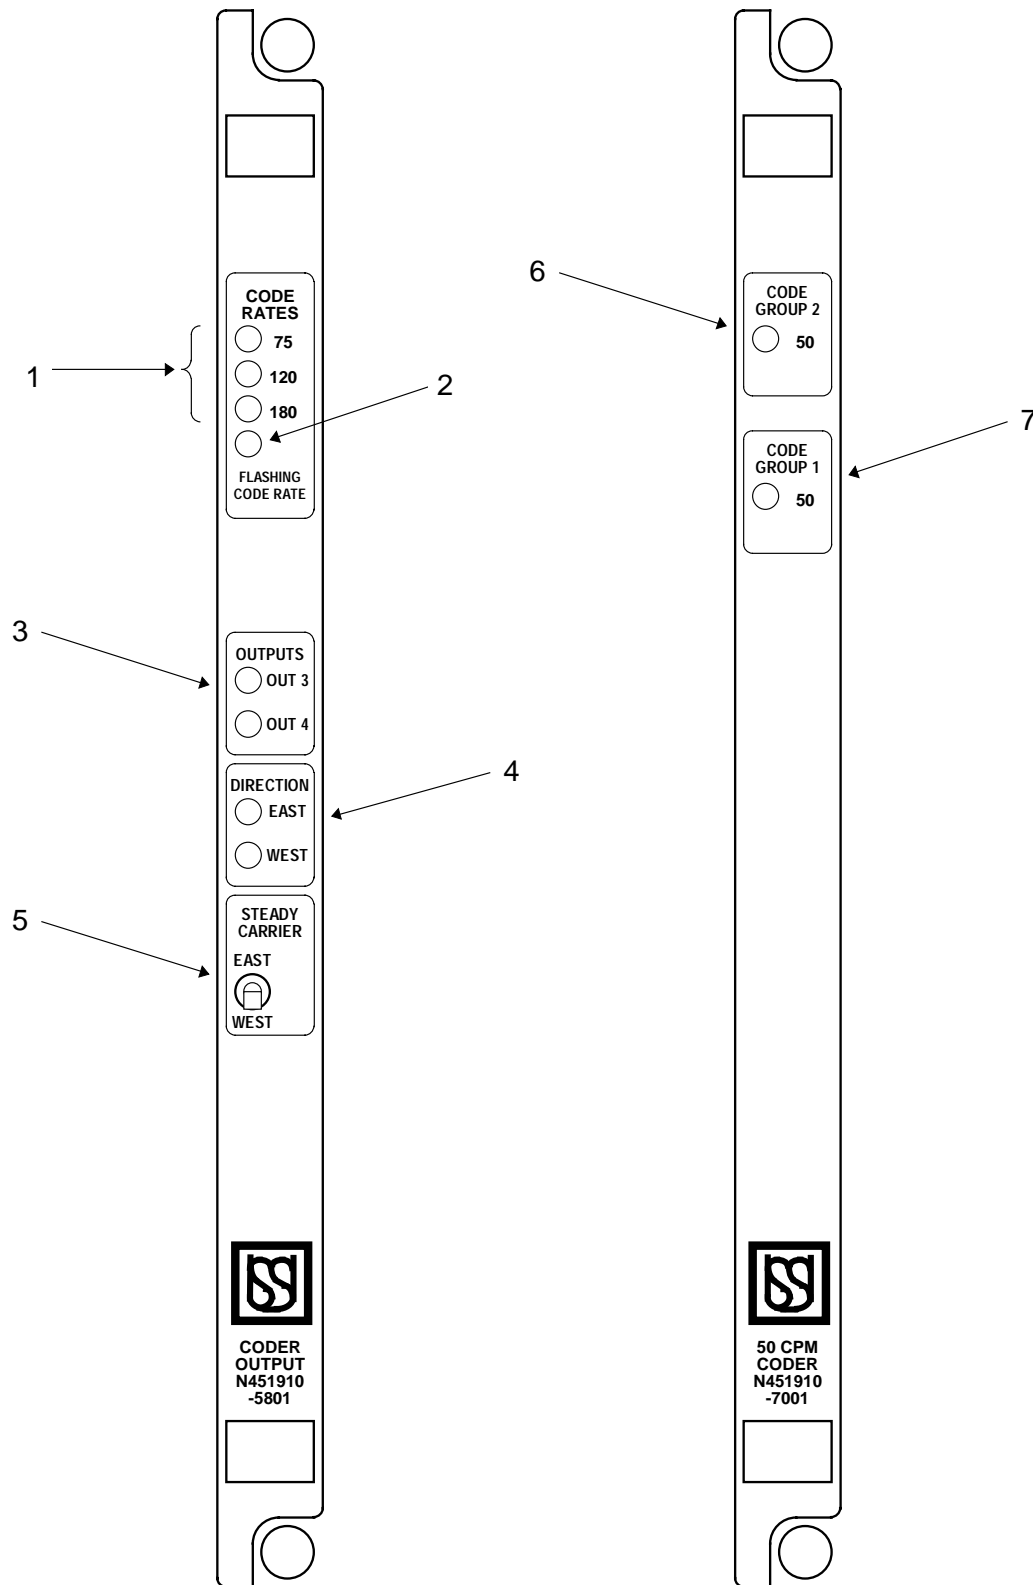 CODE
RATES
75
120
180
FLASHING
CODE RATE
1
2
OUTPUTS
OUT 3
OUT 4
3
DIRECTION
EAST
WEST
4
STEADY
CARRIER
EAST
WEST
5
CODER
OUTPUT
N451910
-5801
6
CODE
GROUP 2
50
CODE
GROUP 1
50
7
50 CPM
CODER
N451910
-7001